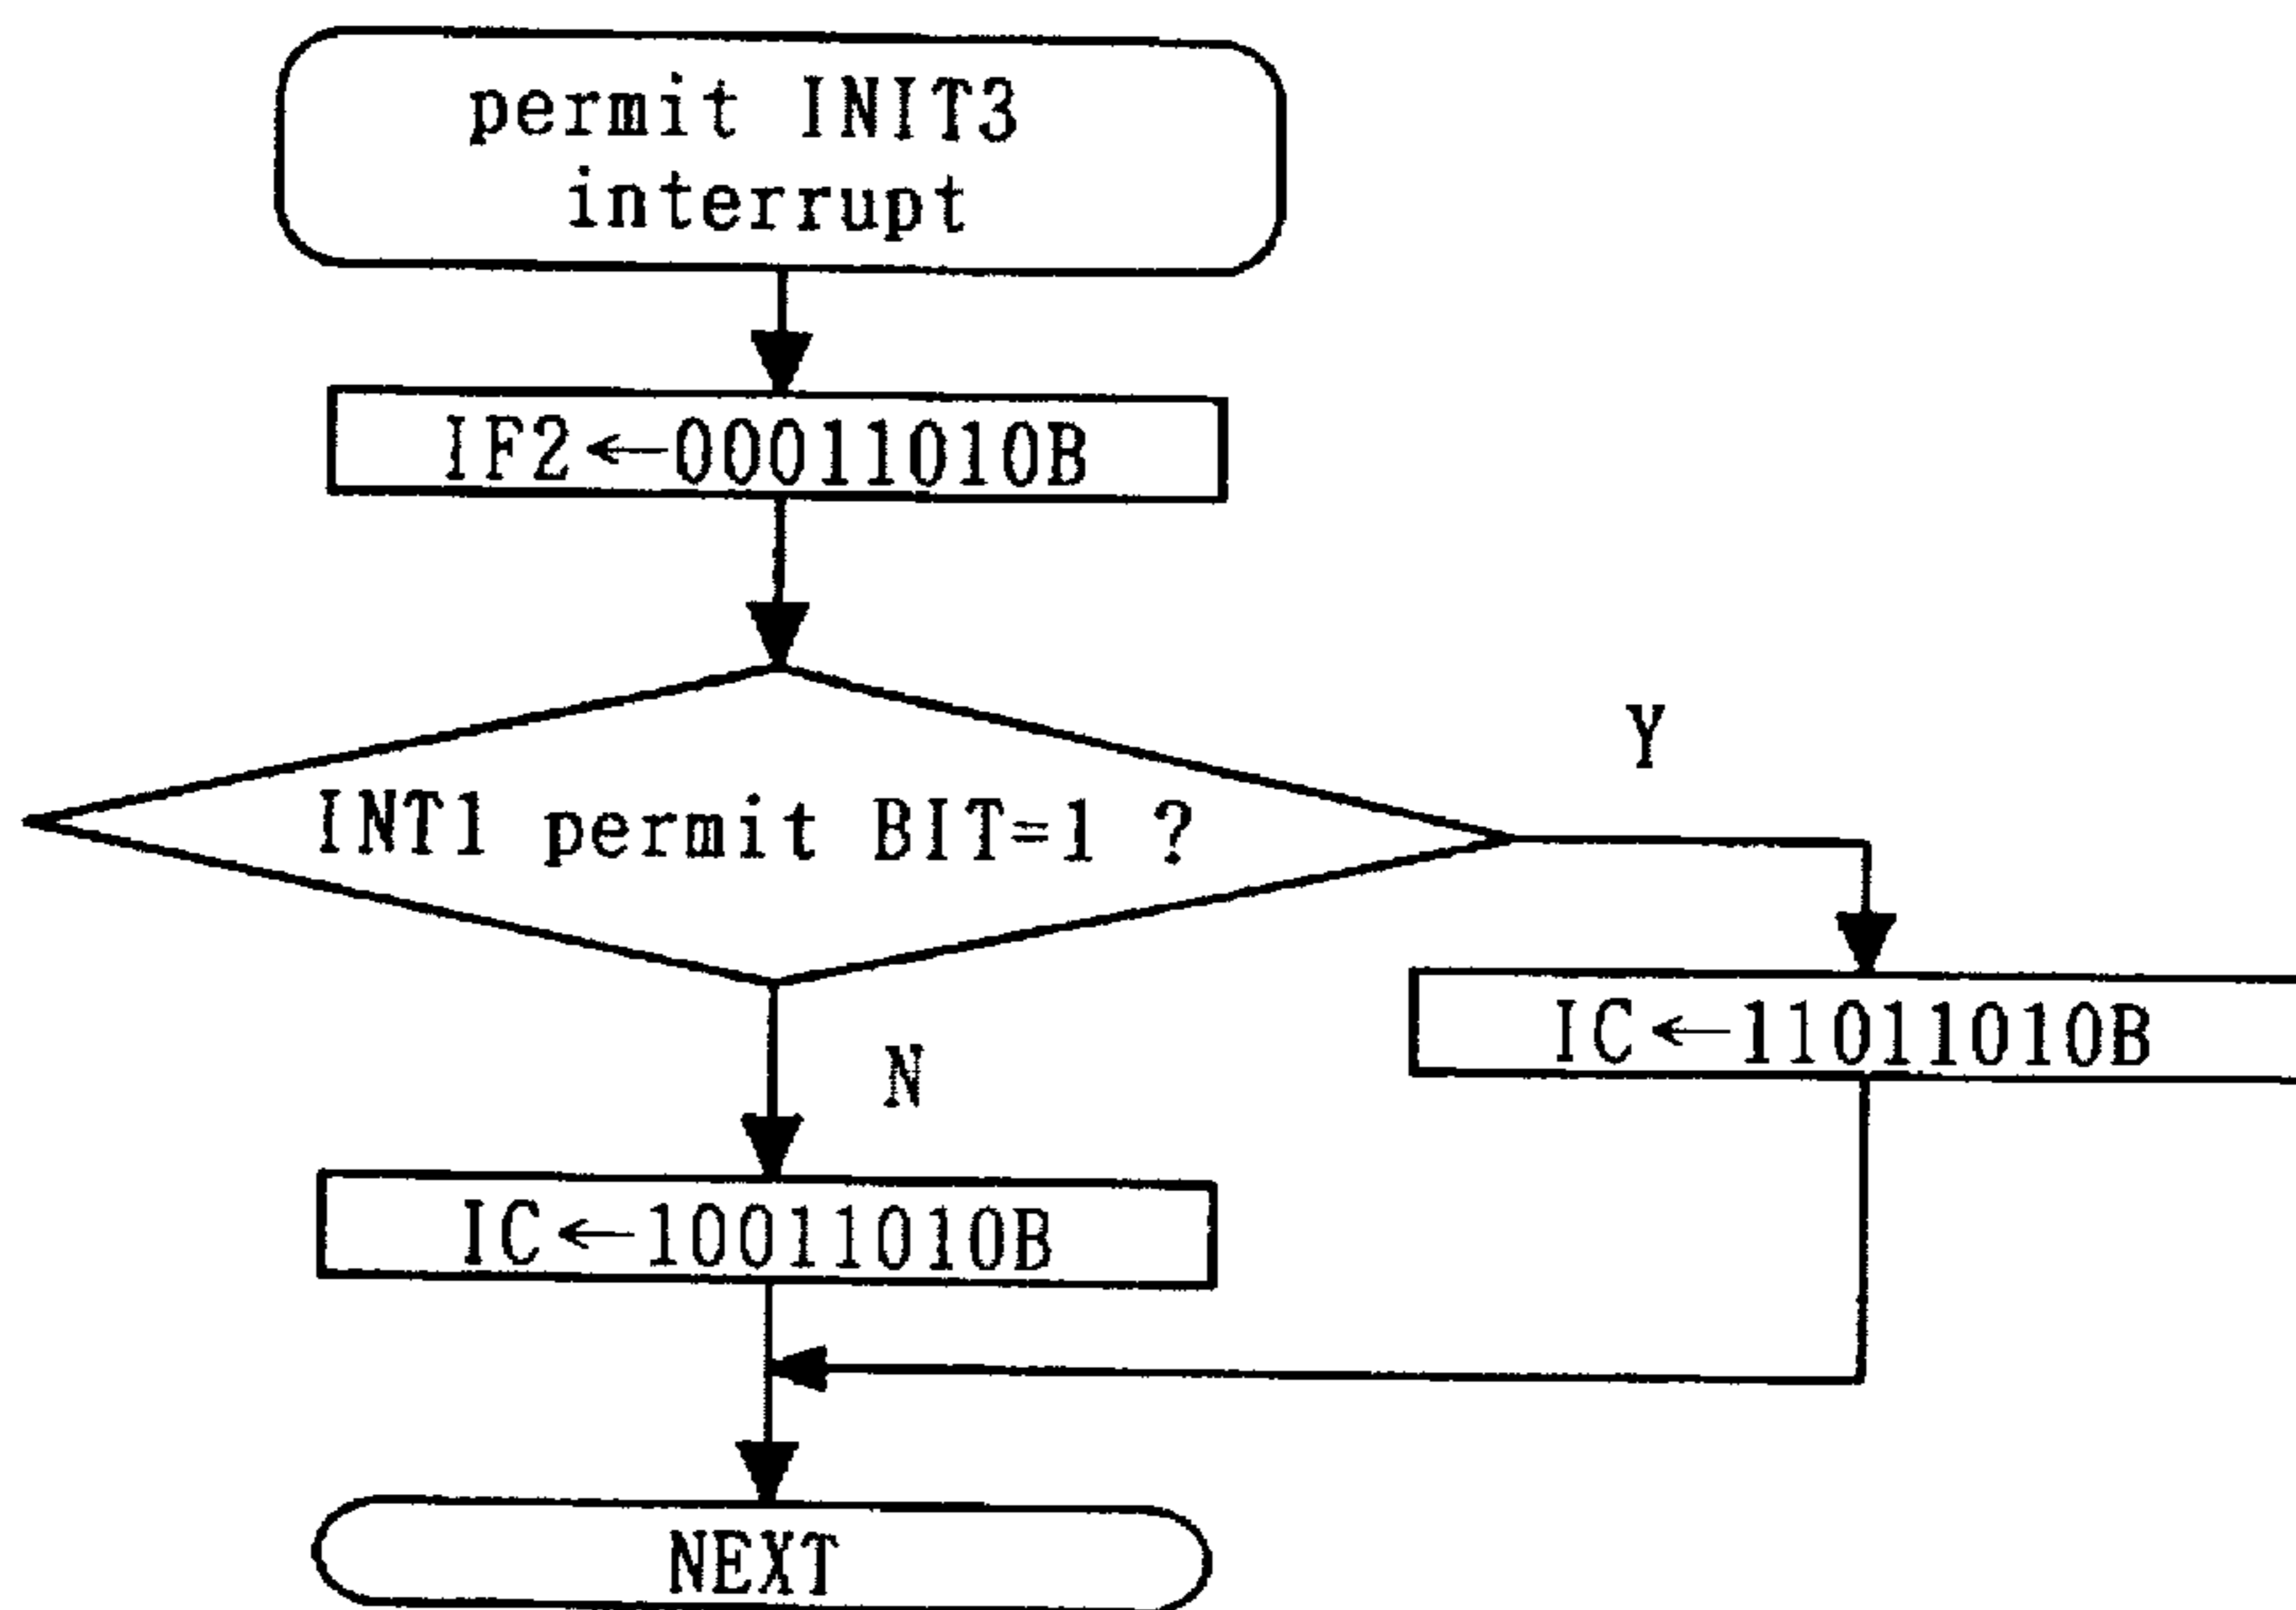 permit INIT3
interrupt
IF2←00011010B
INT1 permit BIT=1 ?
Y
N
IC←11011010B
IC←10011010B
NEXT